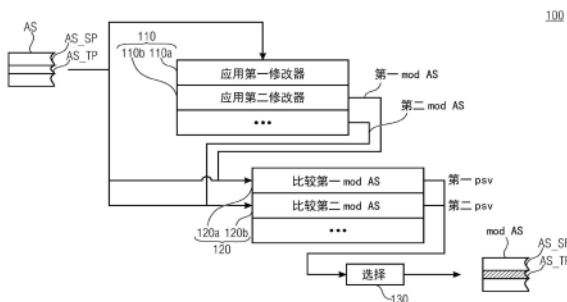 100
AS
AS_SP
AS_TP
110
110b 110a
应用第一修改器
应用第二修改器
•••
第一 mod AS
第二 mod AS
比较第一 mod AS
比较第二 mod AS
•••
第一 psv
第二 psv
120a 120b
120
选择
130
mod AS
AS_SP
AS_TP